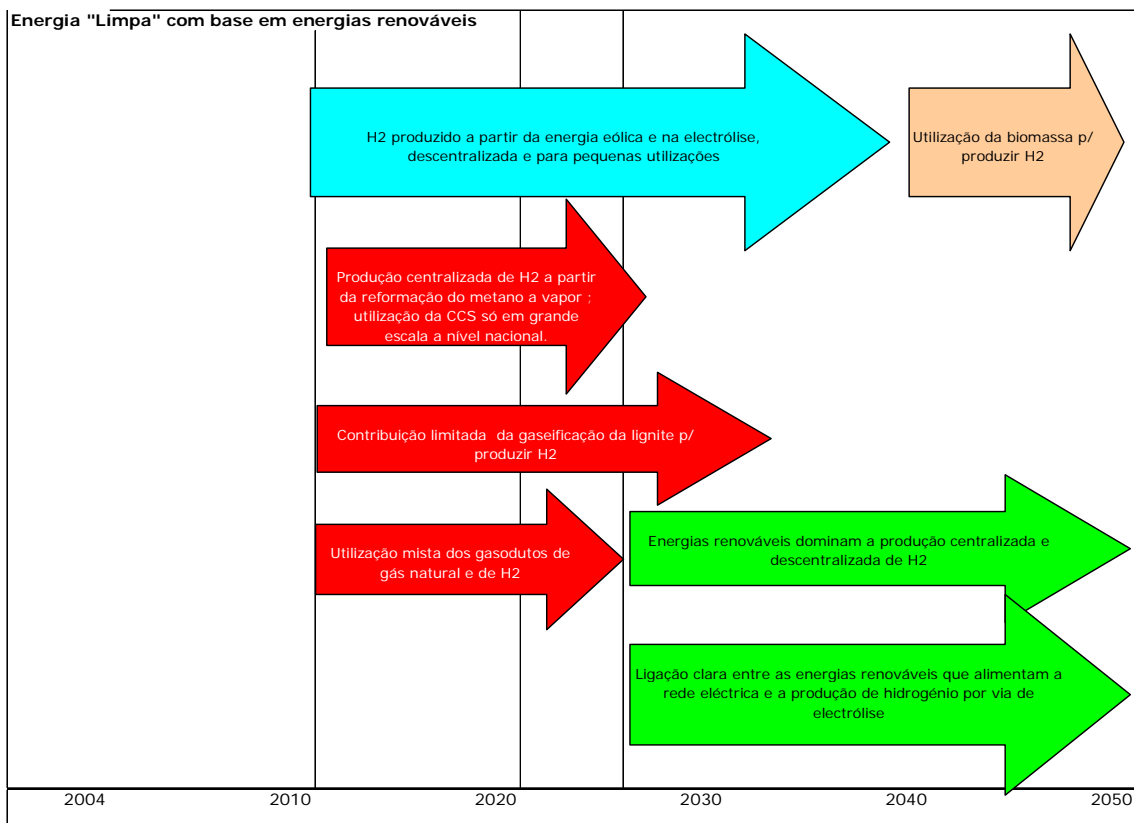 Energia "Limpa" com base em energias renováveis
H2 produzido a partir da energia eólica e na electrólise,
descentralizada e para pequenas utilizações
Utilização da biomassa p/
produzir H2
Produção centralizada de H2 a partir
da reformação do metano a vapor ;
utilização da CCS só em grande
escala a nível nacional.
Contribuição limitada  da gaseificação da lignite p/
produzir H2
Utilização mista dos gasodutos de
gás natural e de H2
Energias renováveis dominam a produção centralizada e
descentralizada de H2
Ligação clara entre as energias renováveis que alimentam a
rede eléctrica e a produção de hidrogénio por via de
electrólise
2004 2010 2020 2030 2040 2050